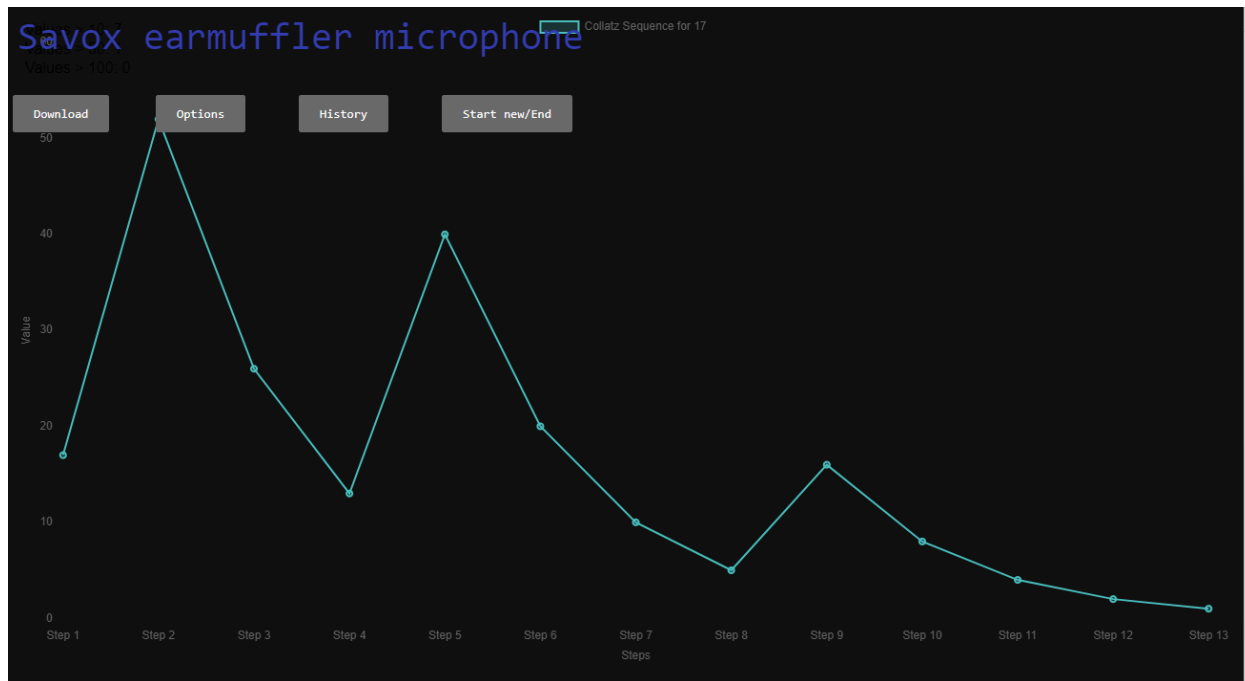 Collatz Sequence for 17
Savox earmuffler microphone
60
Values > 100: 0
Download
Options
History
Start new/End
50
40
Value
30
20
10
0
Step 1
Step 2
Step 3
Step 4
Step 5
Step 6
Step 7
Step 8
Step 9
Step 10
Step 11
Step 12
Step 13
Steps